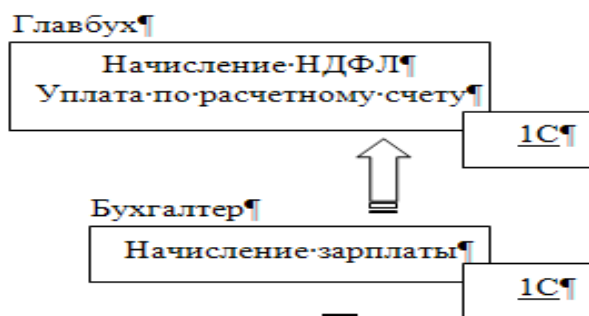 Главбух¶
Начисление·НДФЛ¶
Уплата·по·расчетному·счету¶
1С¶
Бухгалтер¶
Начисление·зарплаты¶
1С¶